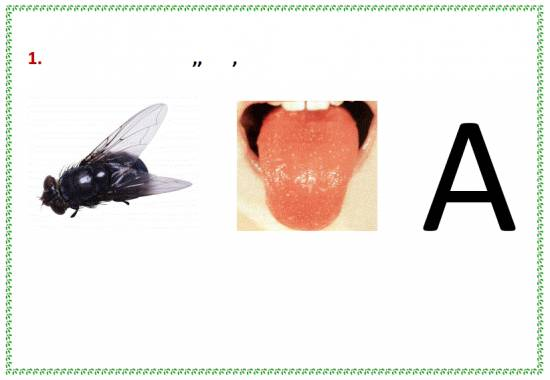 1. ,, ,
A